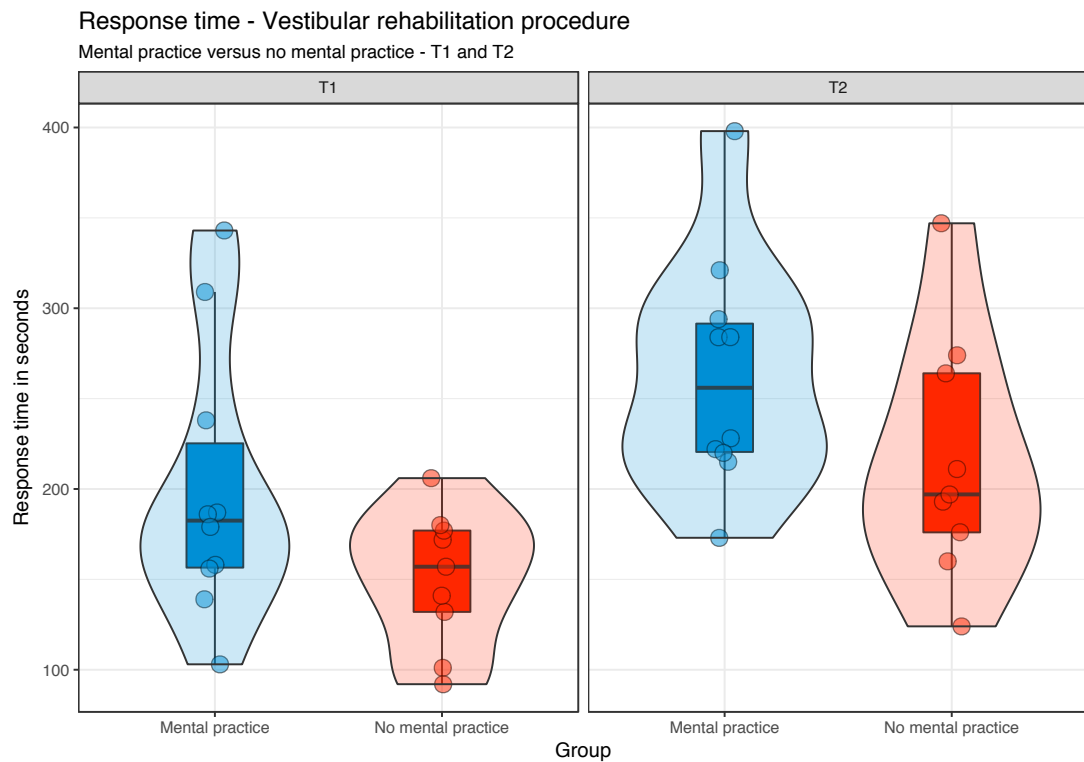 Response time - Vestibular rehabilitation procedure
Mental practice versus no mental practice - T1 and T2
T1
T2
Response time in seconds
400
300
200
100
Mental practice
No mental practice
Mental practice
No mental practice
Group